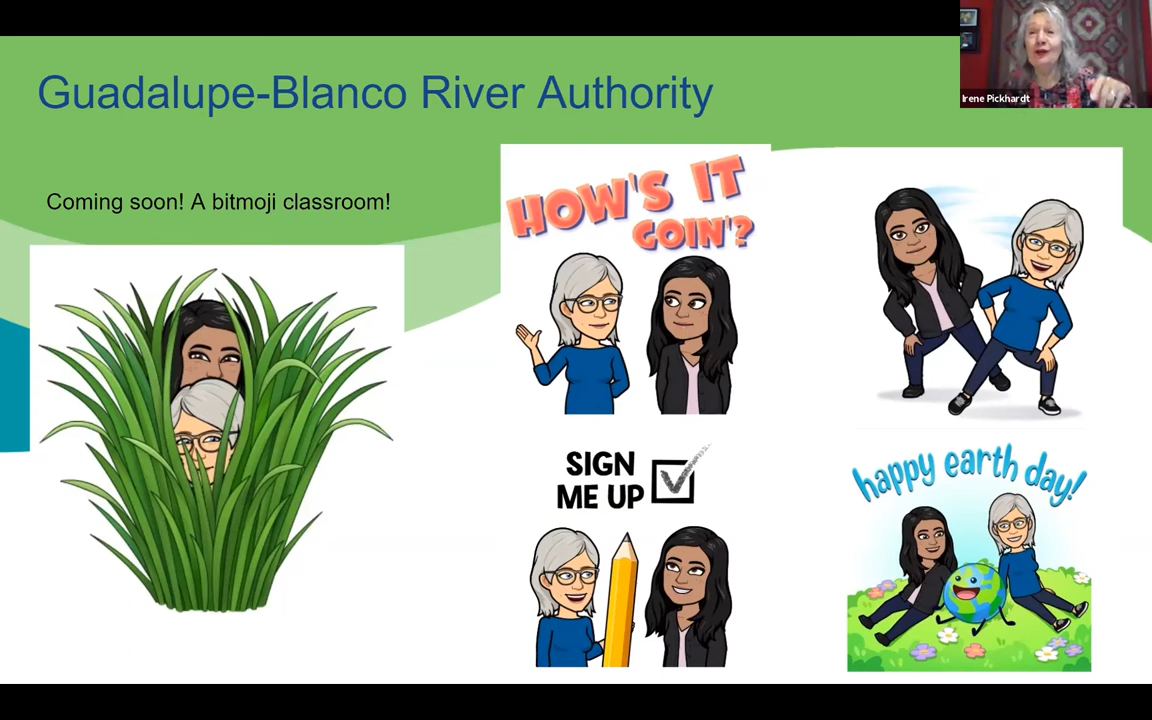 Guadalupe-Blanco River Authority
Irene Pickhardt
Coming soon! A bitmoji classroom!
HOW'S IT
GOIN'?
SIGN
ME UP
happy earth day!